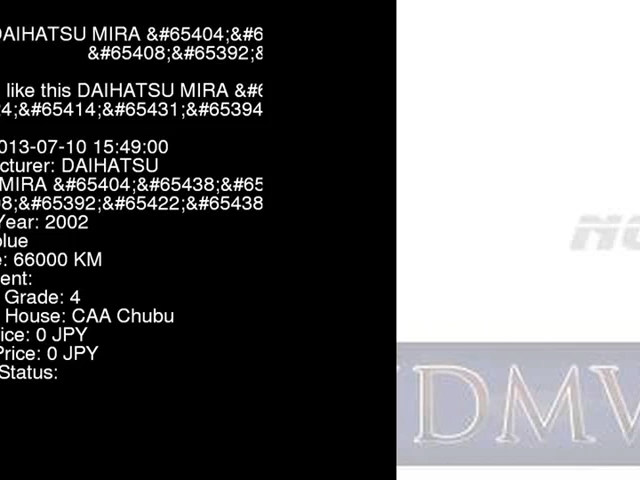 DAIHATSU MIRA &#65404;&#6
&#65408;&#65392;&
like this DAIHATSU MIRA &#6
4;&#65414;&#65431;&#65394
013-07-10 15:49:00
cturer: DAIHATSU
MIRA &#65404;&#65438;&#65
8;&#65392;&#65422;&#65438
Year: 2002
blue
e: 66000 KM
ent:
Grade: 4
House: CAA Chubu
ice: 0 JPY
Price: 0 JPY
Status:
NO
DMV